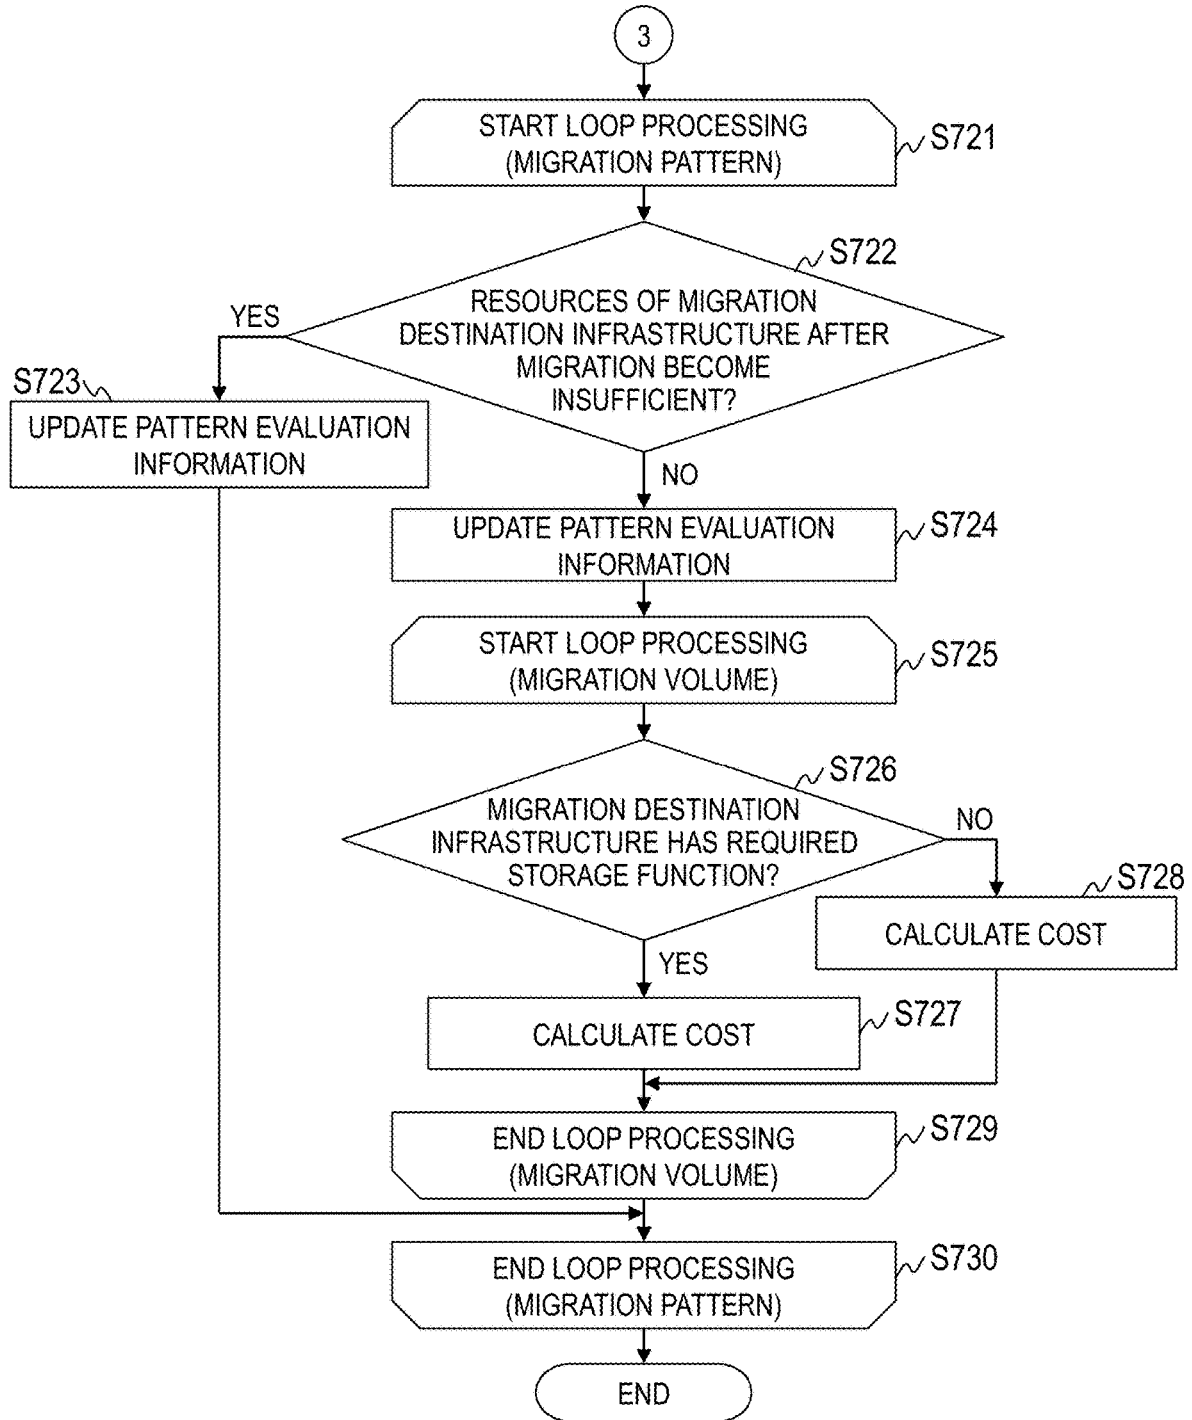 3
START LOOP PROCESSING
(MIGRATION PATTERN)
S721
S722
RESOURCES OF MIGRATION
DESTINATION INFRASTRUCTURE AFTER
MIGRATION BECOME
INSUFFICIENT?
YES
NO
S723
UPDATE PATTERN EVALUATION
INFORMATION
S724
UPDATE PATTERN EVALUATION
INFORMATION
START LOOP PROCESSING
(MIGRATION VOLUME)
S725
S726
MIGRATION DESTINATION
INFRASTRUCTURE HAS REQUIRED
STORAGE FUNCTION?
NO
YES
S728
CALCULATE COST
S727
CALCULATE COST
END LOOP PROCESSING
(MIGRATION VOLUME)
S729
END LOOP PROCESSING
(MIGRATION PATTERN)
S730
END